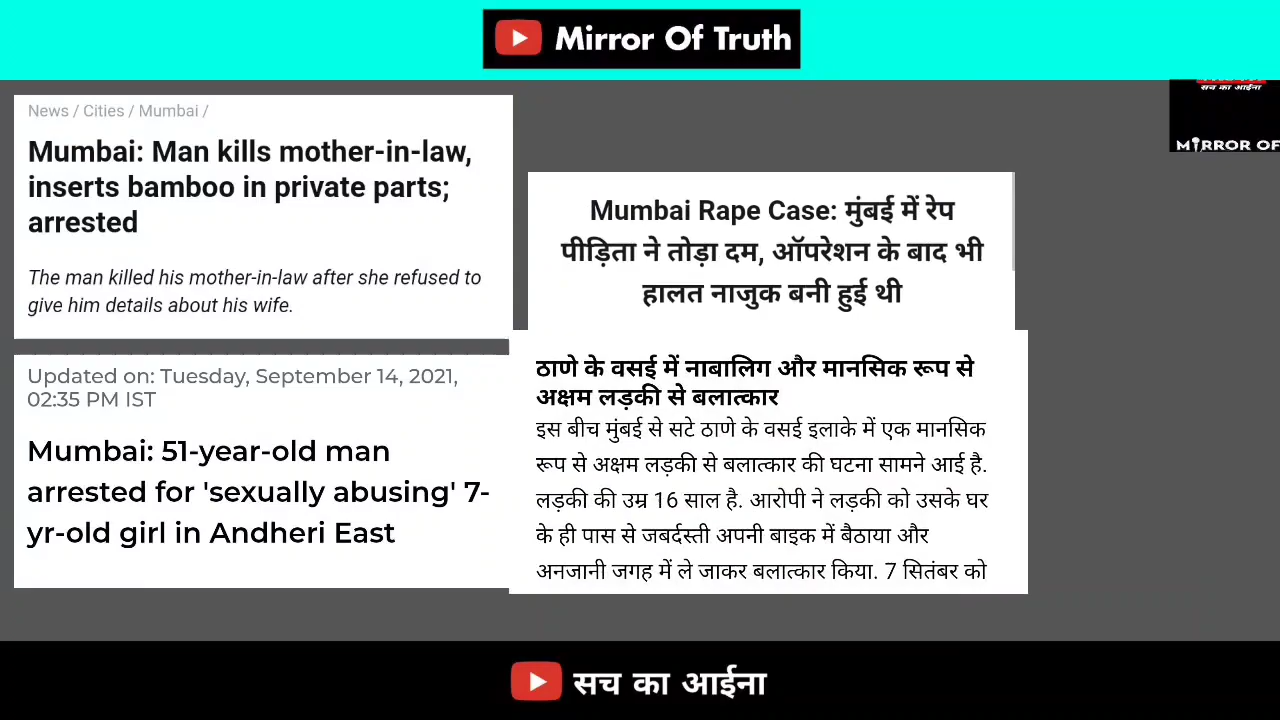 Mirror Of Truth
सच का आईना
MIRROR OF
News / Cities / Mumbai /
Mumbai: Man kills mother-in-law,
inserts bamboo in private parts;
arrested
The man killed his mother-in-law after she refused to
give him details about his wife.
Updated on: Tuesday, September 14, 2021,
02:35 PM IST
Mumbai: 51-year-old man
arrested for 'sexually abusing' 7-
yr-old girl in Andheri East
Mumbai Rape Case: मुंबई में रेप
पीड़िता ने तोड़ा दम, ऑपरेशन के बाद भी
हालत नाजुक बनी हुई थी
ठाणे के वसई में नाबालिग और मानसिक रूप से
अक्षम लड़की से बलात्कार
इस बीच मुंबई से सटे ठाणे के वसई इलाके में एक मानसिक
रूप से अक्षम लड़की से बलात्कार की घटना सामने आई है.
लड़की की उम्र 16 साल है. आरोपी ने लड़की को उसके घर
के ही पास से जबर्दस्ती अपनी बाइक में बैठाया और
अनजानी जगह में ले जाकर बलात्कार किया. 7 सितंबर को
सच का आईना